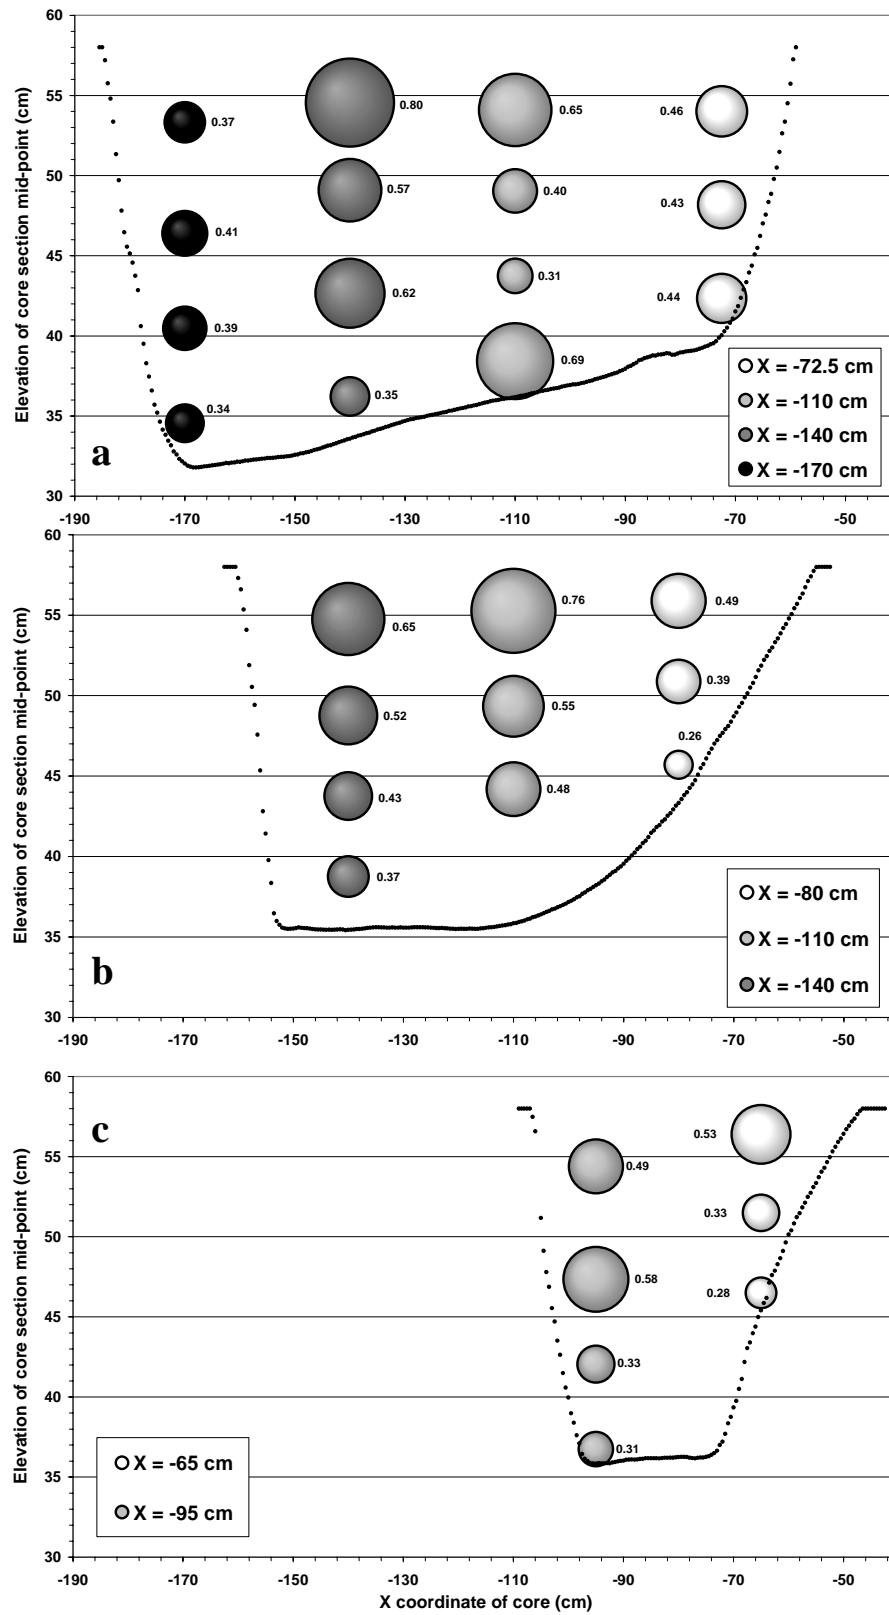 60
55
50
45
40
35
30
Elevation of core section mid-point (cm)
0.37
0.80
0.65
0.46
0.57
0.40
0.43
0.41
0.62
0.31
0.44
0.39
0.69
0.35
0.34
a
X = -72.5 cm
X = -110 cm
X = -140 cm
X = -170 cm
-190 -170 -150 -130 -110 -90 -70 -50
60
55
50
45
40
35
30
Elevation of core section mid-point (cm)
0.65
0.76
0.49
0.52
0.55
0.39
0.26
0.43
0.48
0.37
b
X = -80 cm
X = -110 cm
X = -140 cm
-190 -170 -150 -130 -110 -90 -70 -50
60
55
50
45
40
35
30
Elevation of core section mid-point (cm)
c
0.53
0.49
0.33
0.58
0.28
0.33
0.31
X = -65 cm
X = -95 cm
-190 -170 -150 -130 -110 -90 -70 -50
X coordinate of core (cm)